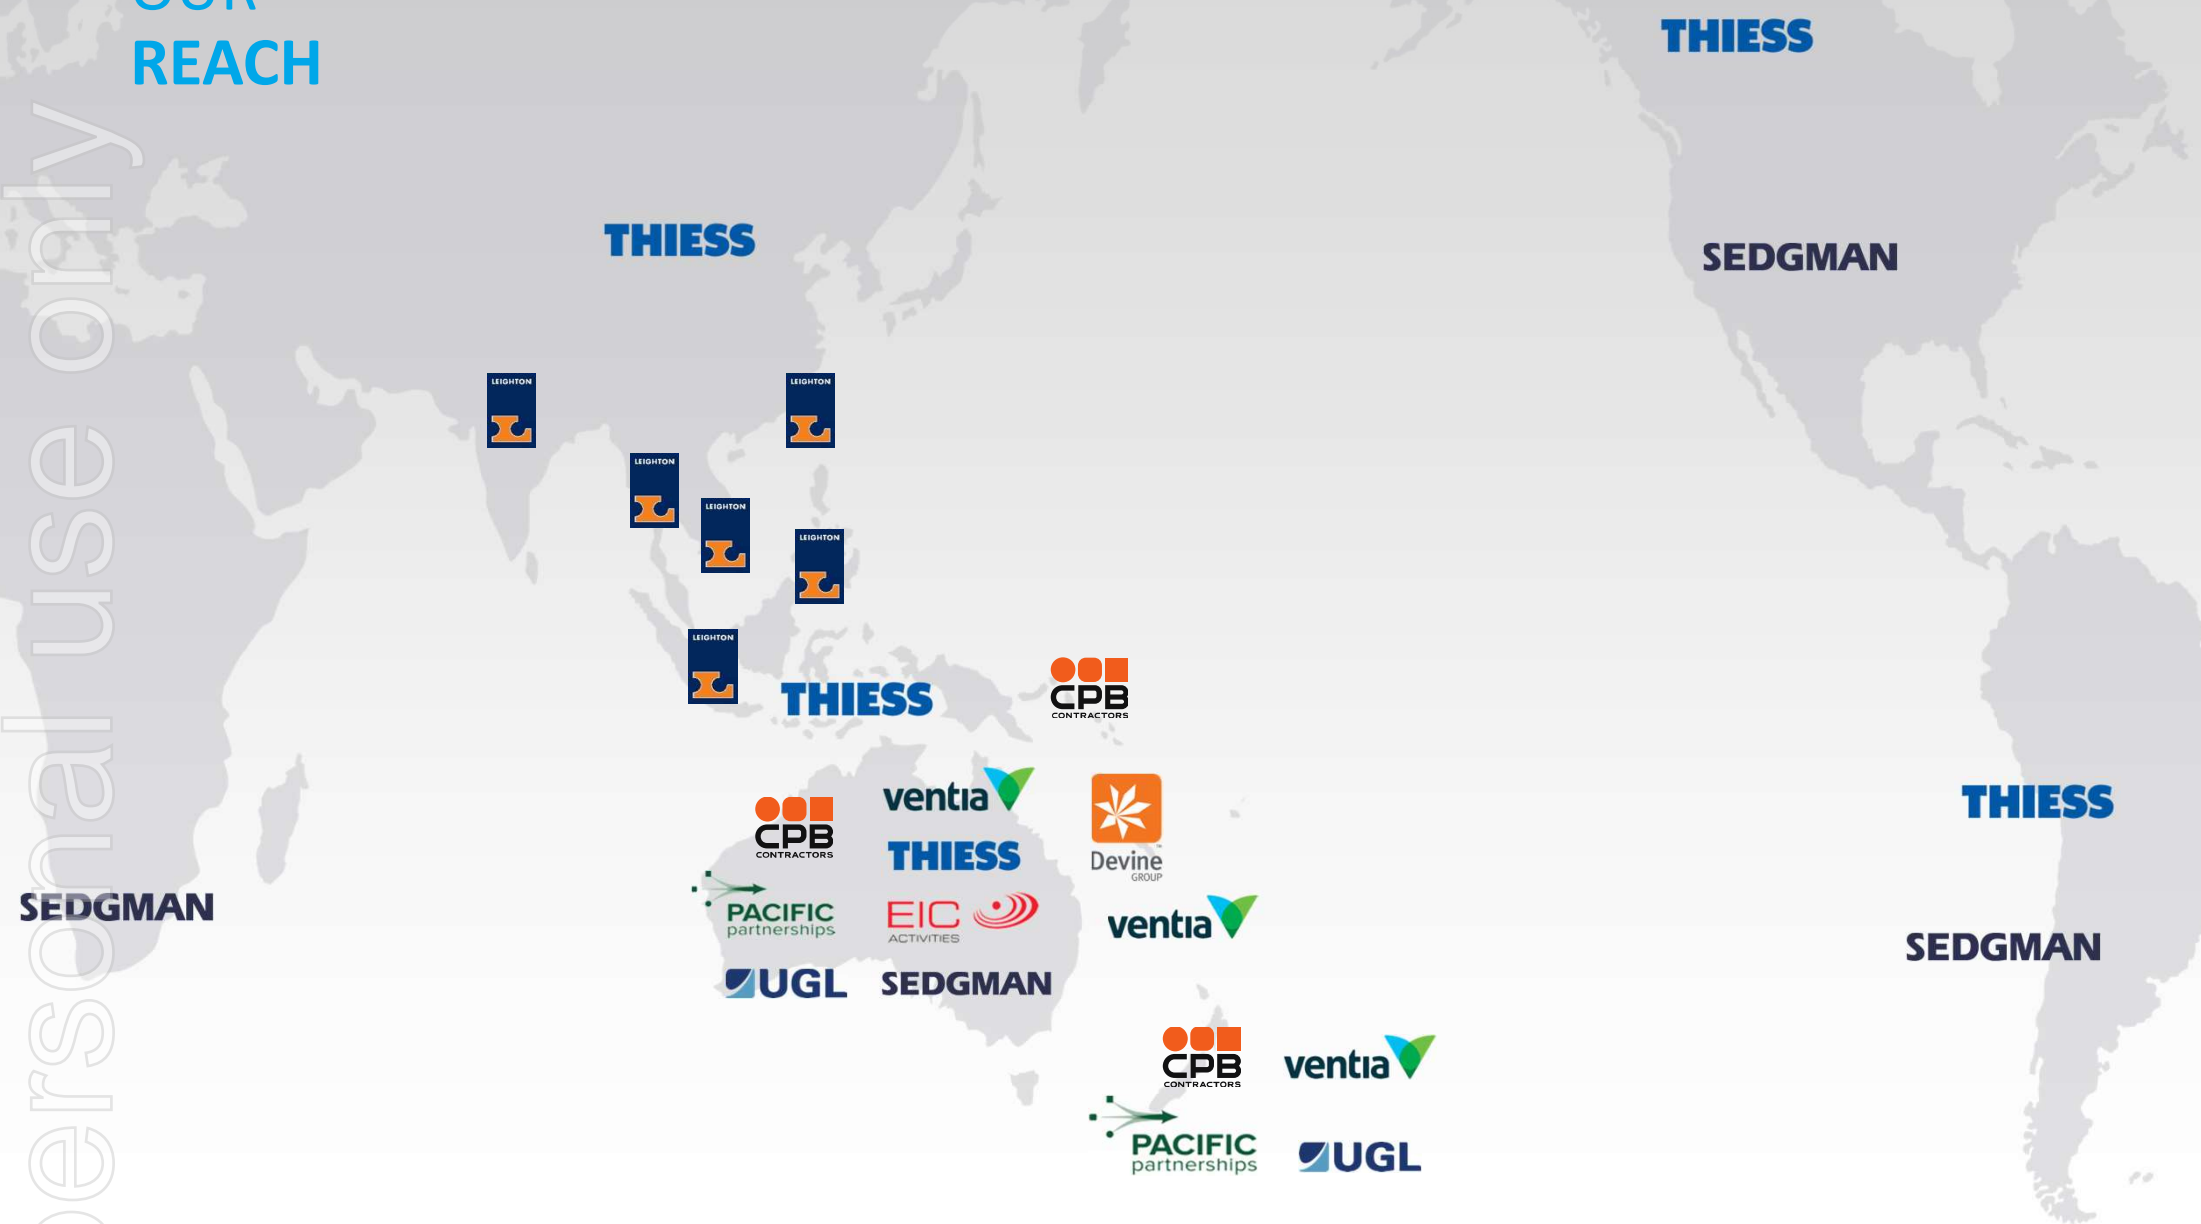 OUR
REACH
THIESS
THIESS
SEDGMAN
LEIGHTON
LEIGHTON
LEIGHTON
LEIGHTON
LEIGHTON
LEIGHTON
THIESS
CPB
CONTRACTORS
ventia
CPB
CONTRACTORS
THIESS
Devine
GROUP
THIESS
PACIFIC
partnerships
EIC
ACTIVITIES
ventia
SEDGMAN
SEDGMAN
UGL
SEDGMAN
CPB
CONTRACTORS
ventia
PACIFIC
partnerships
UGL
personal use only